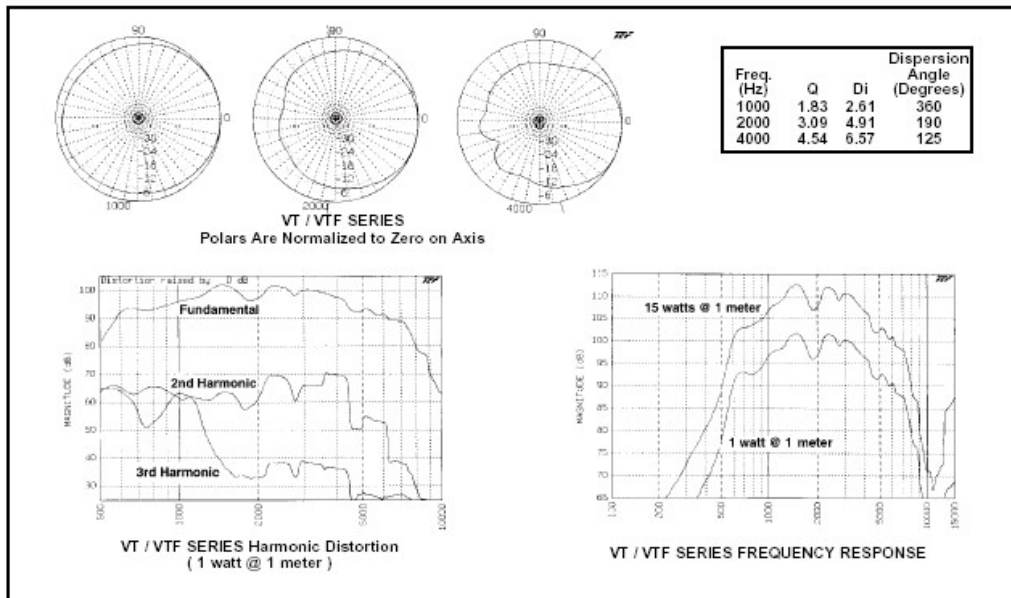 90
0
-30
-24
-18
-12
-6
1000
90
0
-30
-24
-18
-12
-6
2000
90
0
-30
-24
-18
-12
-6
4000
VT / VTF SERIES
Polars Are Normalized to Zero on Axis
Freq. (Hz) Q Di Dispersion Angle (Degrees)
1000 1.83 2.61 360
2000 3.09 4.91 190
4000 4.54 6.57 125
Distortion raised by 0 dB
MAGNITUDE (dB)
100
90
80
70
60
50
40
30
Fundamental
2nd Harmonic
3rd Harmonic
500 1000 2000 5000 10000
VT / VTF SERIES Harmonic Distortion
( 1 watt @ 1 meter )
MAGNITUDE (dB)
115
110
105
100
95
90
85
80
75
70
65
15 watts @ 1 meter
1 watt @ 1 meter
100 200 500 1000 2000 5000 10000 15000
VT / VTF SERIES FREQUENCY RESPONSE